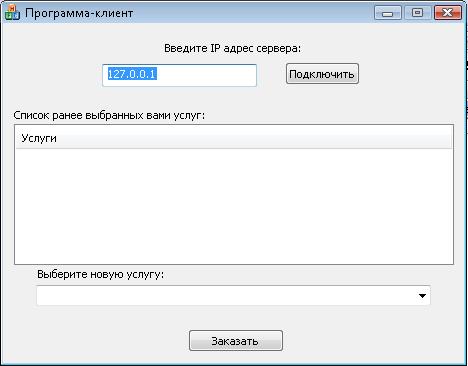 Программа-клиент
Введите IP адрес сервера:
127.0.0.1 Подключить
Список ранее выбранных вами услуг:
Услуги
Выберите новую услугу:
Заказать